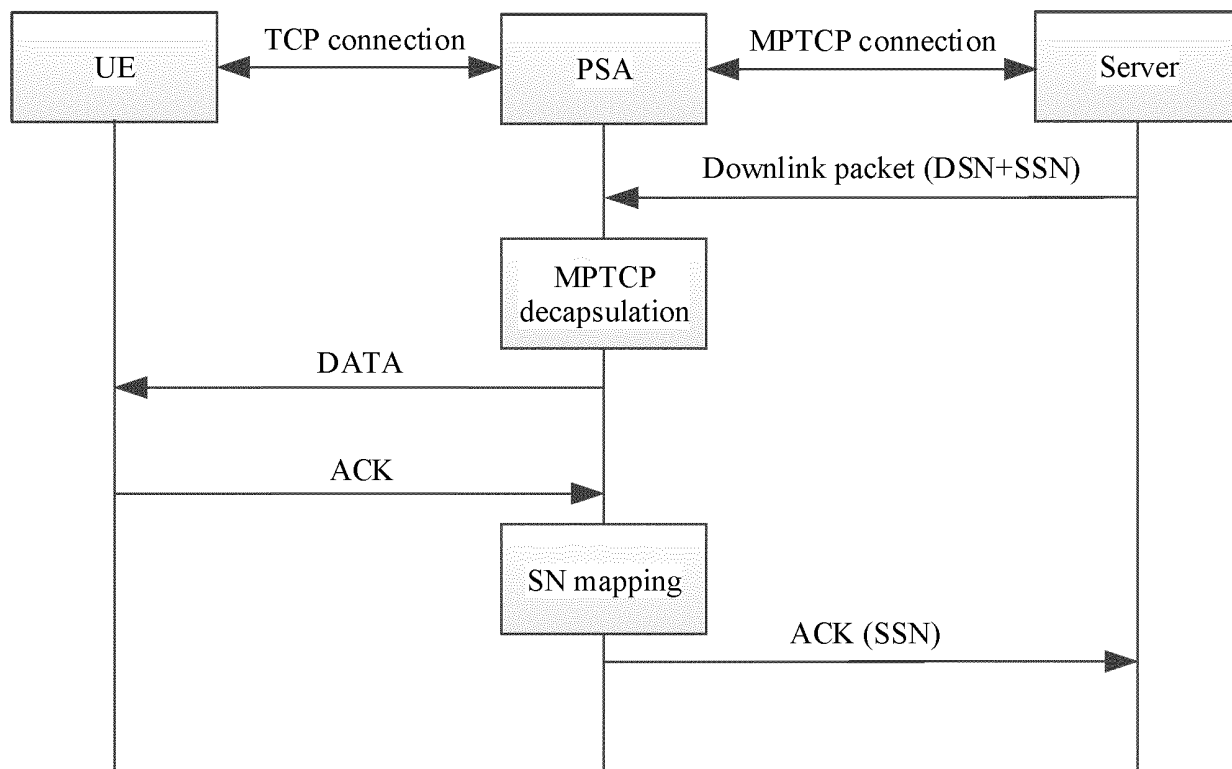 TCP connection
MPTCP connection
UE
PSA
Server
Downlink packet (DSN+SSN)
MPTCP
decapsulation
DATA
ACK
SN mapping
ACK (SSN)